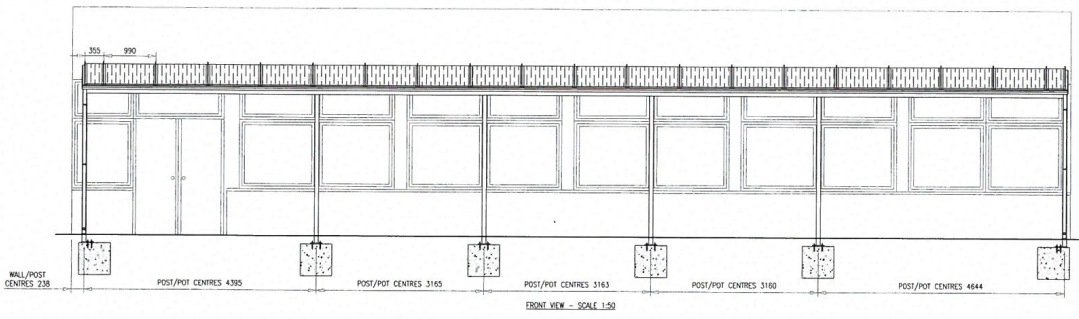 355 990
WALL/POST
CENTRES 238
POST/POT CENTRES 4395
POST/POT CENTRES 3165
POST/POT CENTRES 3163
POST/POT CENTRES 3160
POST/POT CENTRES 4644
FRONT VIEW - SCALE 1:50